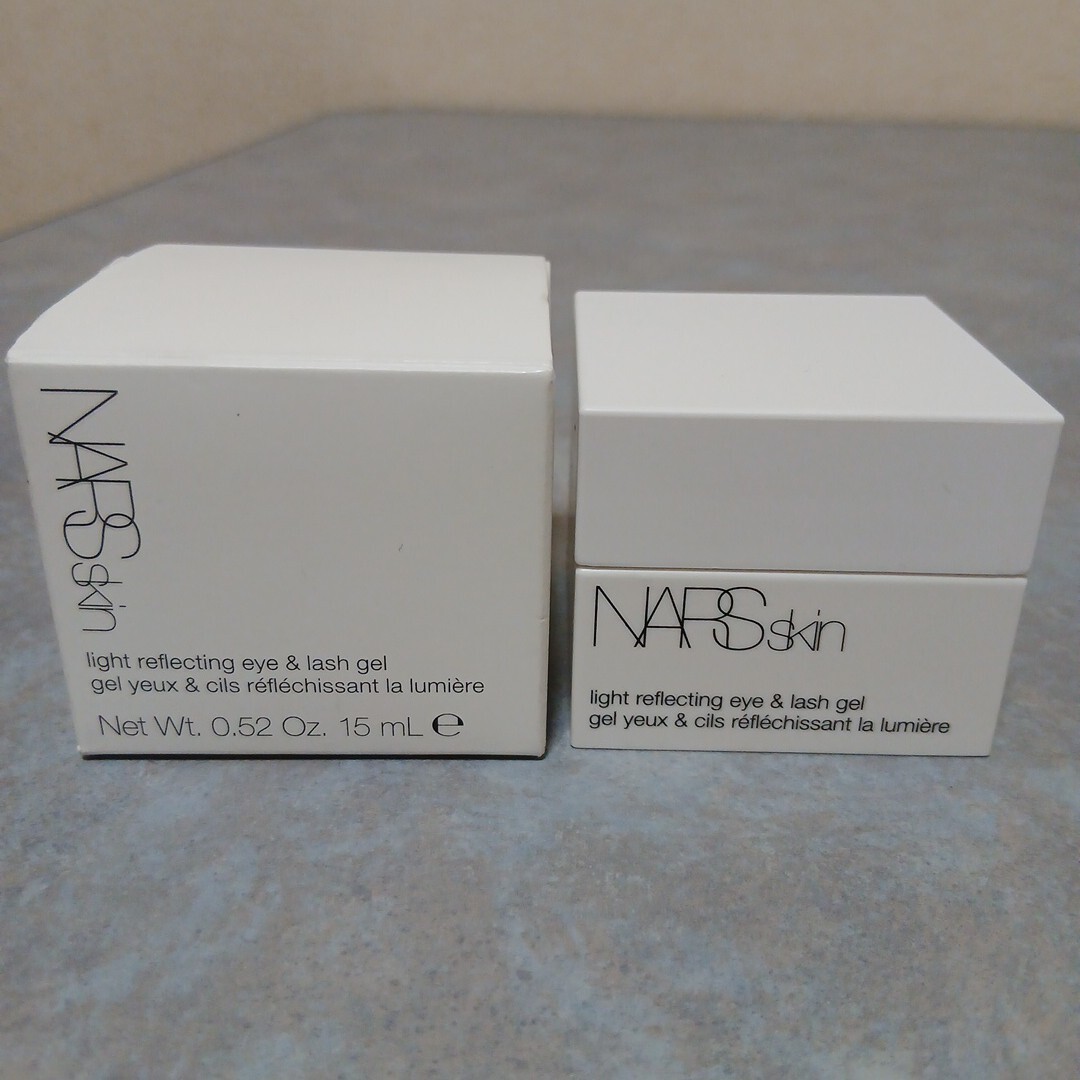 NARSskin
light reflecting eye & lash gel
gel yeux & cils réfléchissant la lumière
Net Wt. 0.52 Oz. 15 mL ℮
NARSskin
light reflecting eye & lash gel
gel yeux & cils réfléchissant la lumière